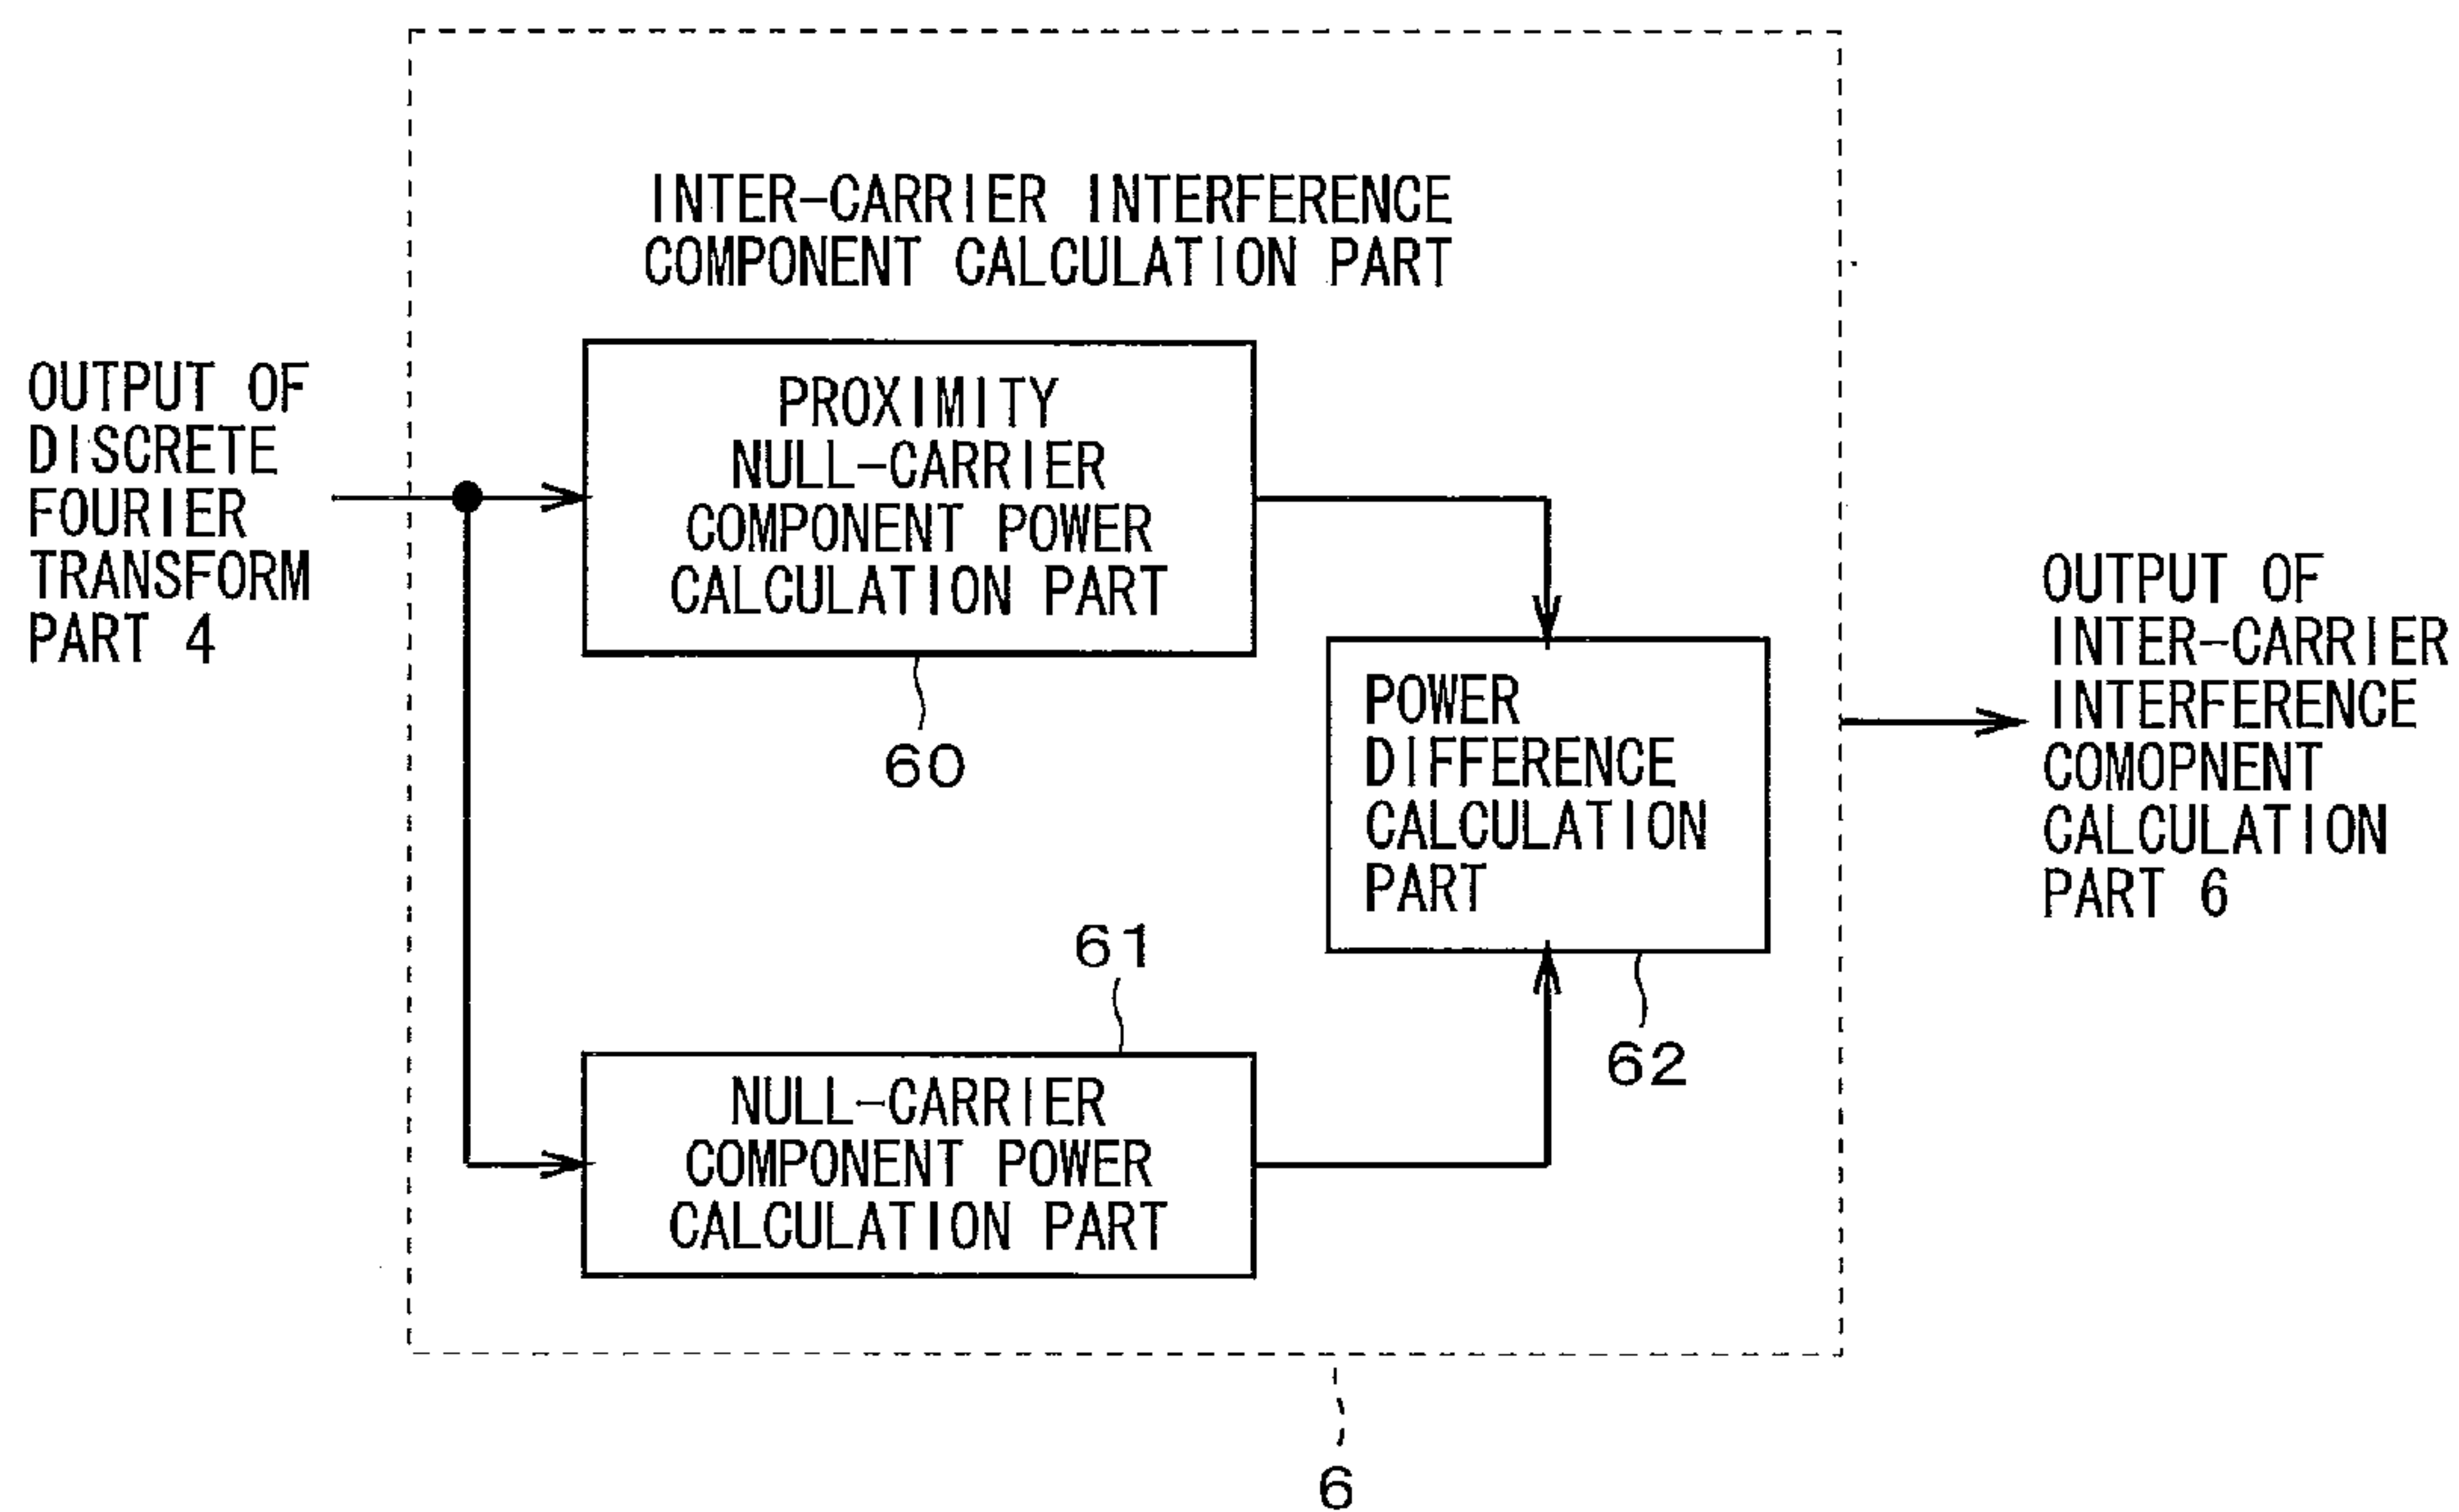 INTER-CARRIER INTERFERENCE
COMPONENT CALCULATION PART
OUTPUT OF
DISCRETE
FOURIER
TRANSFORM
PART 4
PROXIMITY
NULL-CARRIER
COMPONENT POWER
CALCULATION PART
60
POWER
DIFFERENCE
CALCULATION
PART
62
61
NULL-CARRIER
COMPONENT POWER
CALCULATION PART
OUTPUT OF
INTER-CARRIER
INTERFERENCE
COMOPNENT
CALCULATION
PART 6
6